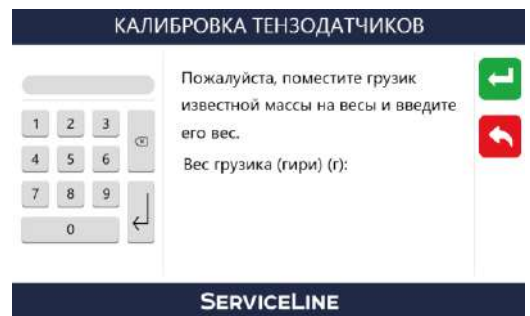 КАЛИБРОВКА ТЕНЗОДАТЧИКОВ
1 2 3
4 5 6
7 8 9
0
Пожалуйста, поместите грузик
известной массы на весы и введите
его вес.
Вес грузика (гири) (г):
SERVICELINE